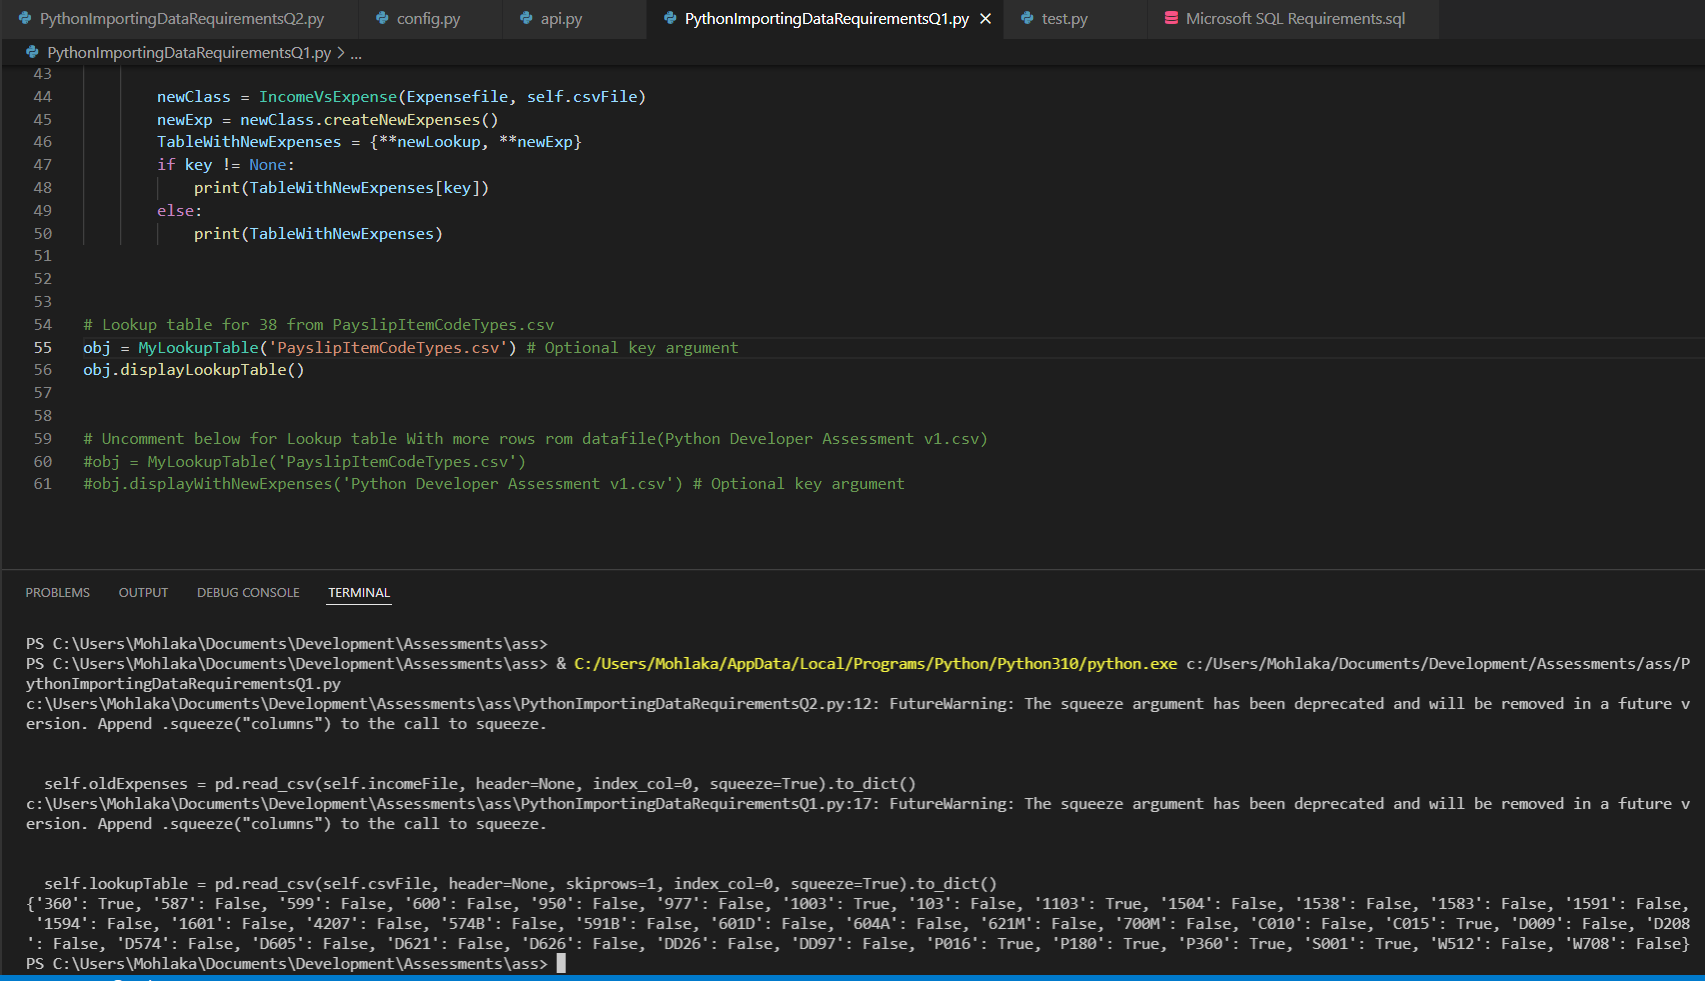 PythonImportingDataRequirementsQ2.py config.py api.py PythonImportingDataRequirementsQ1.py test.py Microsoft SQL Requirements.sql
PythonImportingDataRequirementsQ1.py > ...
43
44 newClass = IncomeVsExpense(Expensefile, self.csvFile)
45 newExp = newClass.createNewExpenses()
46 TableWithNewExpenses = {**newLookup, **newExp}
47 if key != None:
48 print(TableWithNewExpenses[key])
49 else:
50 print(TableWithNewExpenses)
51
52
53
54 # Lookup table for 38 from PayslipItemCodeTypes.csv
55 obj = MyLookupTable('PayslipItemCodeTypes.csv') # Optional key argument
56 obj.displayLookupTable()
57
58
59 # Uncomment below for Lookup table With more rows rom datafile(Python Developer Assessment v1.csv)
60 #obj = MyLookupTable('PayslipItemCodeTypes.csv')
61 #obj.displayWithNewExpenses('Python Developer Assessment v1.csv') # Optional key argument
PROBLEMS OUTPUT DEBUG CONSOLE TERMINAL
PS C:\Users\Mohlaka\Documents\Development\Assessments\ass>
PS C:\Users\Mohlaka\Documents\Development\Assessments\ass> & C:/Users/Mohlaka/AppData/Local/Programs/Python/Python310/python.exe c:/Users/Mohlaka/Documents/Development/Assessments/ass/P
ythonImportingDataRequirementsQ1.py
c:\Users\Mohlaka\Documents\Development\Assessments\ass\PythonImportingDataRequirementsQ2.py:12: FutureWarning: The squeeze argument has been deprecated and will be removed in a future v
ersion. Append .squeeze("columns") to the call to squeeze.
self.oldExpenses = pd.read_csv(self.incomeFile, header=None, index_col=0, squeeze=True).to_dict()
c:\Users\Mohlaka\Documents\Development\Assessments\ass\PythonImportingDataRequirementsQ1.py:17: FutureWarning: The squeeze argument has been deprecated and will be removed in a future v
ersion. Append .squeeze("columns") to the call to squeeze.
self.lookupTable = pd.read_csv(self.csvFile, header=None, skiprows=1, index_col=0, squeeze=True).to_dict()
{'360': True, '587': False, '599': False, '600': False, '950': False, '977': False, '1003': True, '103': False, '1103': True, '1504': False, '1538': False, '1583': False, '1591': False,
'1594': False, '1601': False, '4207': False, '574B': False, '591B': False, '601D': False, '604A': False, '621M': False, '700M': False, 'C010': False, 'C015': True, 'D009': False, 'D208
': False, 'D574': False, 'D605': False, 'D621': False, 'D626': False, 'DD26': False, 'DD97': False, 'P016': True, 'P180': True, 'P360': True, 'S001': True, 'W512': False, 'W708': False}
PS C:\Users\Mohlaka\Documents\Development\Assessments\ass>